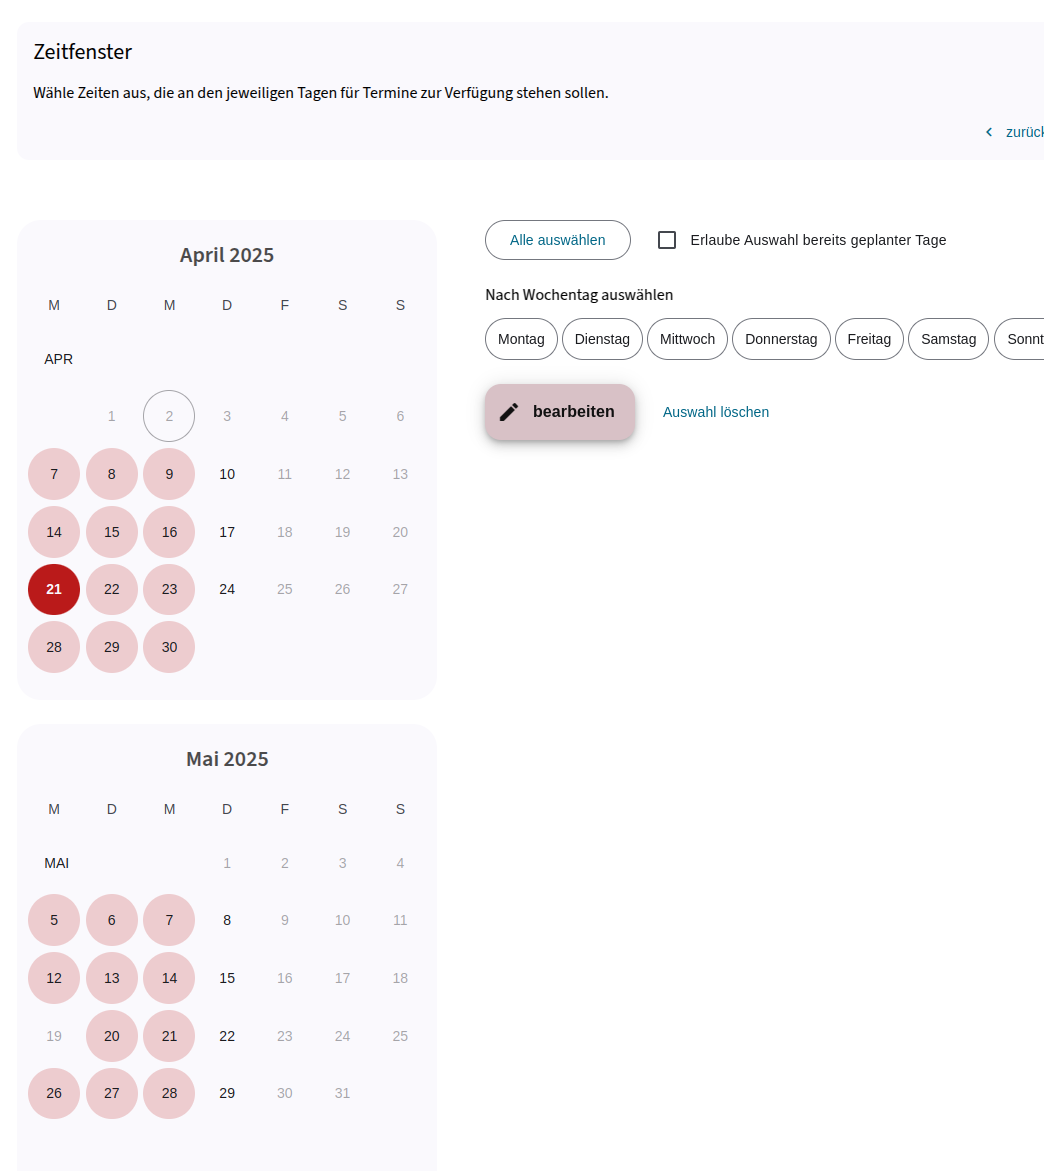 Zeitfenster
Wähle Zeiten aus, die an den jeweiligen Tagen für Termine zur Verfügung stehen sollen.
zurück
April 2025
M D M D F S S
APR
1 2 3 4 5 6
7 8 9 10 11 12 13
14 15 16 17 18 19 20
21 22 23 24 25 26 27
28 29 30
Alle auswählen Erlaube Auswahl bereits geplanter Tage
Nach Wochentag auswählen
Montag Dienstag Mittwoch Donnerstag Freitag Samstag Sonnt
bearbeiten Auswahl löschen
Mai 2025
M D M D F S S
MAI 1 2 3 4
5 6 7 8 9 10 11
12 13 14 15 16 17 18
19 20 21 22 23 24 25
26 27 28 29 30 31